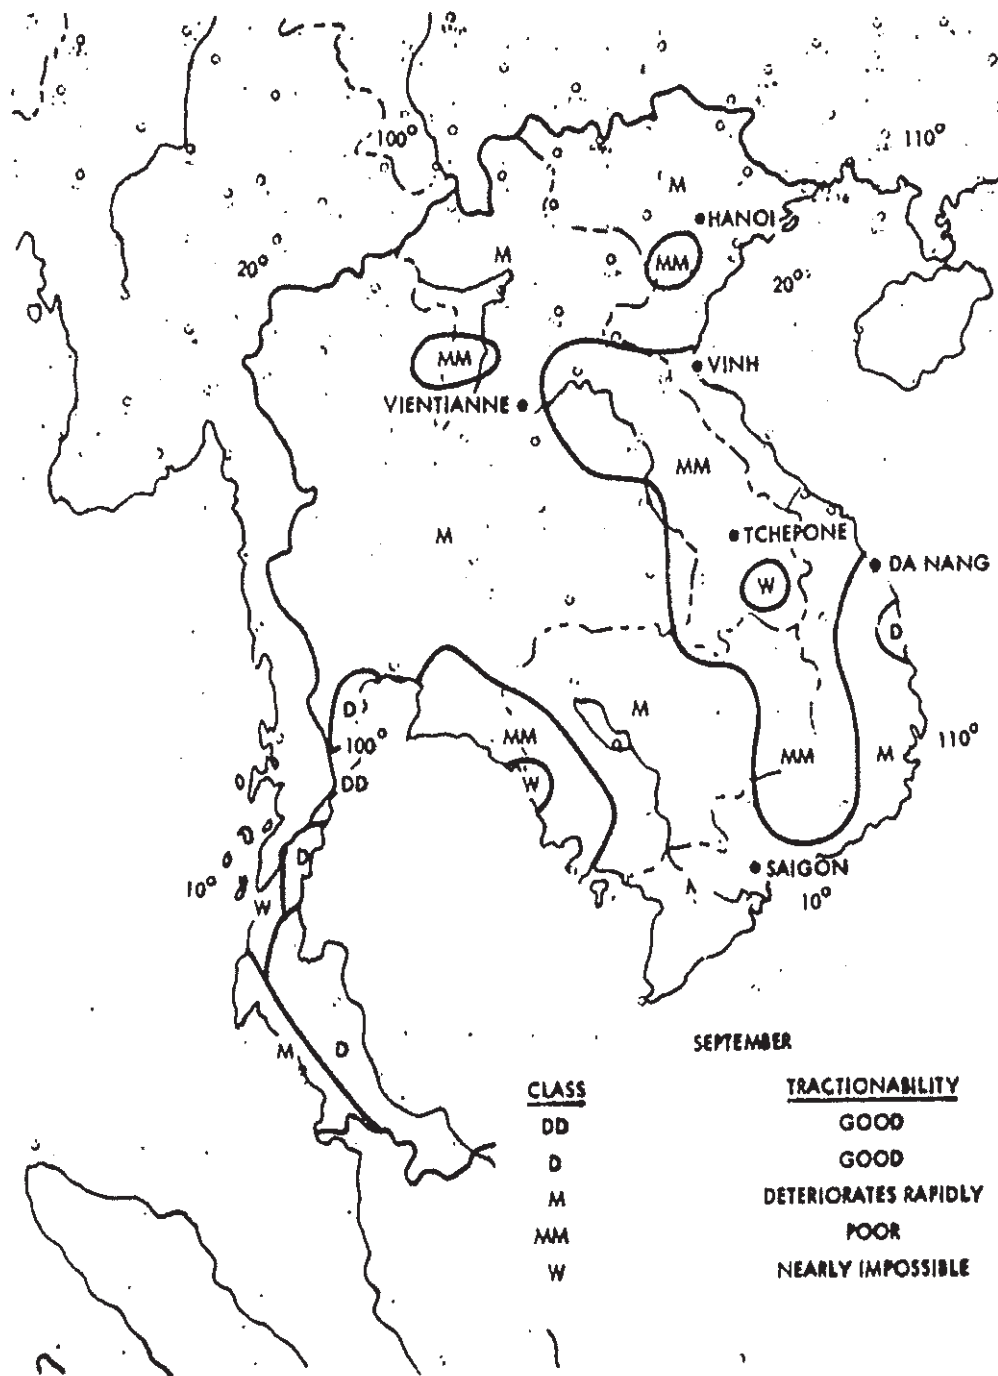 100°
110°
M
HANOI
M
MM
20°
20°
MM
VINH
VIENTIANNE
MM
M
TCHEPONE
DA NANG
W
D
D
M
100°
MM
110°
MM
M
DD
W
D
D
SAIGON
10°
10°
W
SEPTEMBER
M
D
CLASS TRACTIONABILITY
DD GOOD
D GOOD
M DETERIORATES RAPIDLY
MM POOR
W NEARLY IMPOSSIBLE